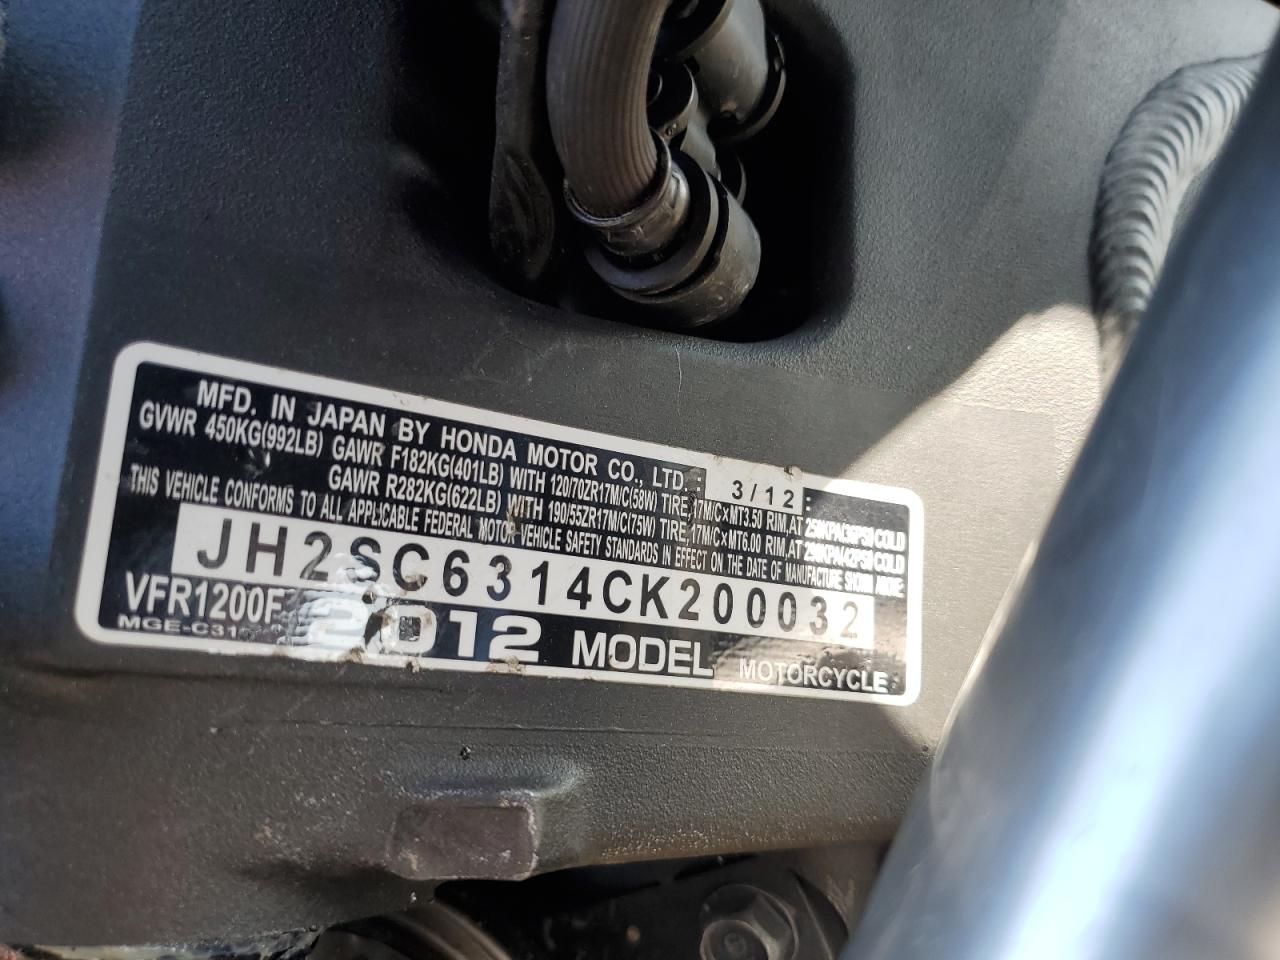 MFD. IN JAPAN BY HONDA MOTOR CO., LTD. : 3/12 :
GVWR 450KG(992LB) GAWR F182KG(401LB) WITH 120/70ZR17M/C(58W) TIRE,17M/C×MT3.50 RIM,AT 250KPA(36PSI)COLD
GAWR R282KG(622LB) WITH 190/55ZR17M/C(75W) TIRE,17M/C×MT6.00 RIM,AT 290KPA(42PSI)COLD
THIS VEHICLE CONFORMS TO ALL APPLICABLE FEDERAL MOTOR VEHICLE SAFETY STANDARDS IN EFFECT ON THE DATE OF MANUFACTURE SHOWN ABOVE
JH2SC6314CK200032
VFR1200F 2012 MODEL MOTORCYCLE